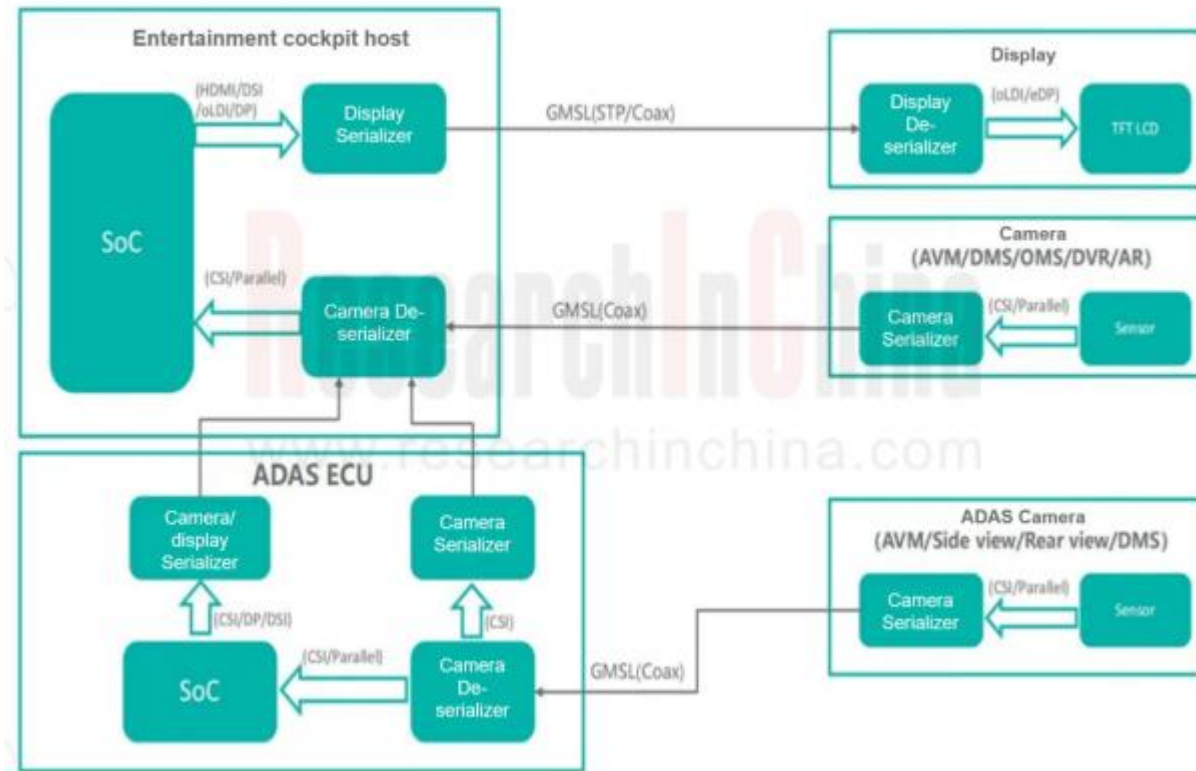 Entertainment cockpit host
(HDMI/DSI
/oLDI/DP)
Display
Serializer
SoC
(CSI/Parallel)
Camera De-
serializer
GMSL(STP/Coax)
Display
Display
De-
serializer
(oLDI/eDP)
TFT LCD
GMSL(Coax)
Camera
(AVM/DMS/OMS/DVR/AR)
Camera
Serializer
(CSI/Parallel)
Sensor
ResearchInChina
www.researchinchina.com
ADAS ECU
Camera/
display
Serializer
Camera
Serializer
(CSI/DP/DSI)
(CSI)
SoC
(CSI/Parallel)
Camera
De-
serializer
GMSL(Coax)
ADAS Camera
(AVM/Side view/Rear view/DMS)
Camera
Serializer
(CSI/Parallel)
Sensor